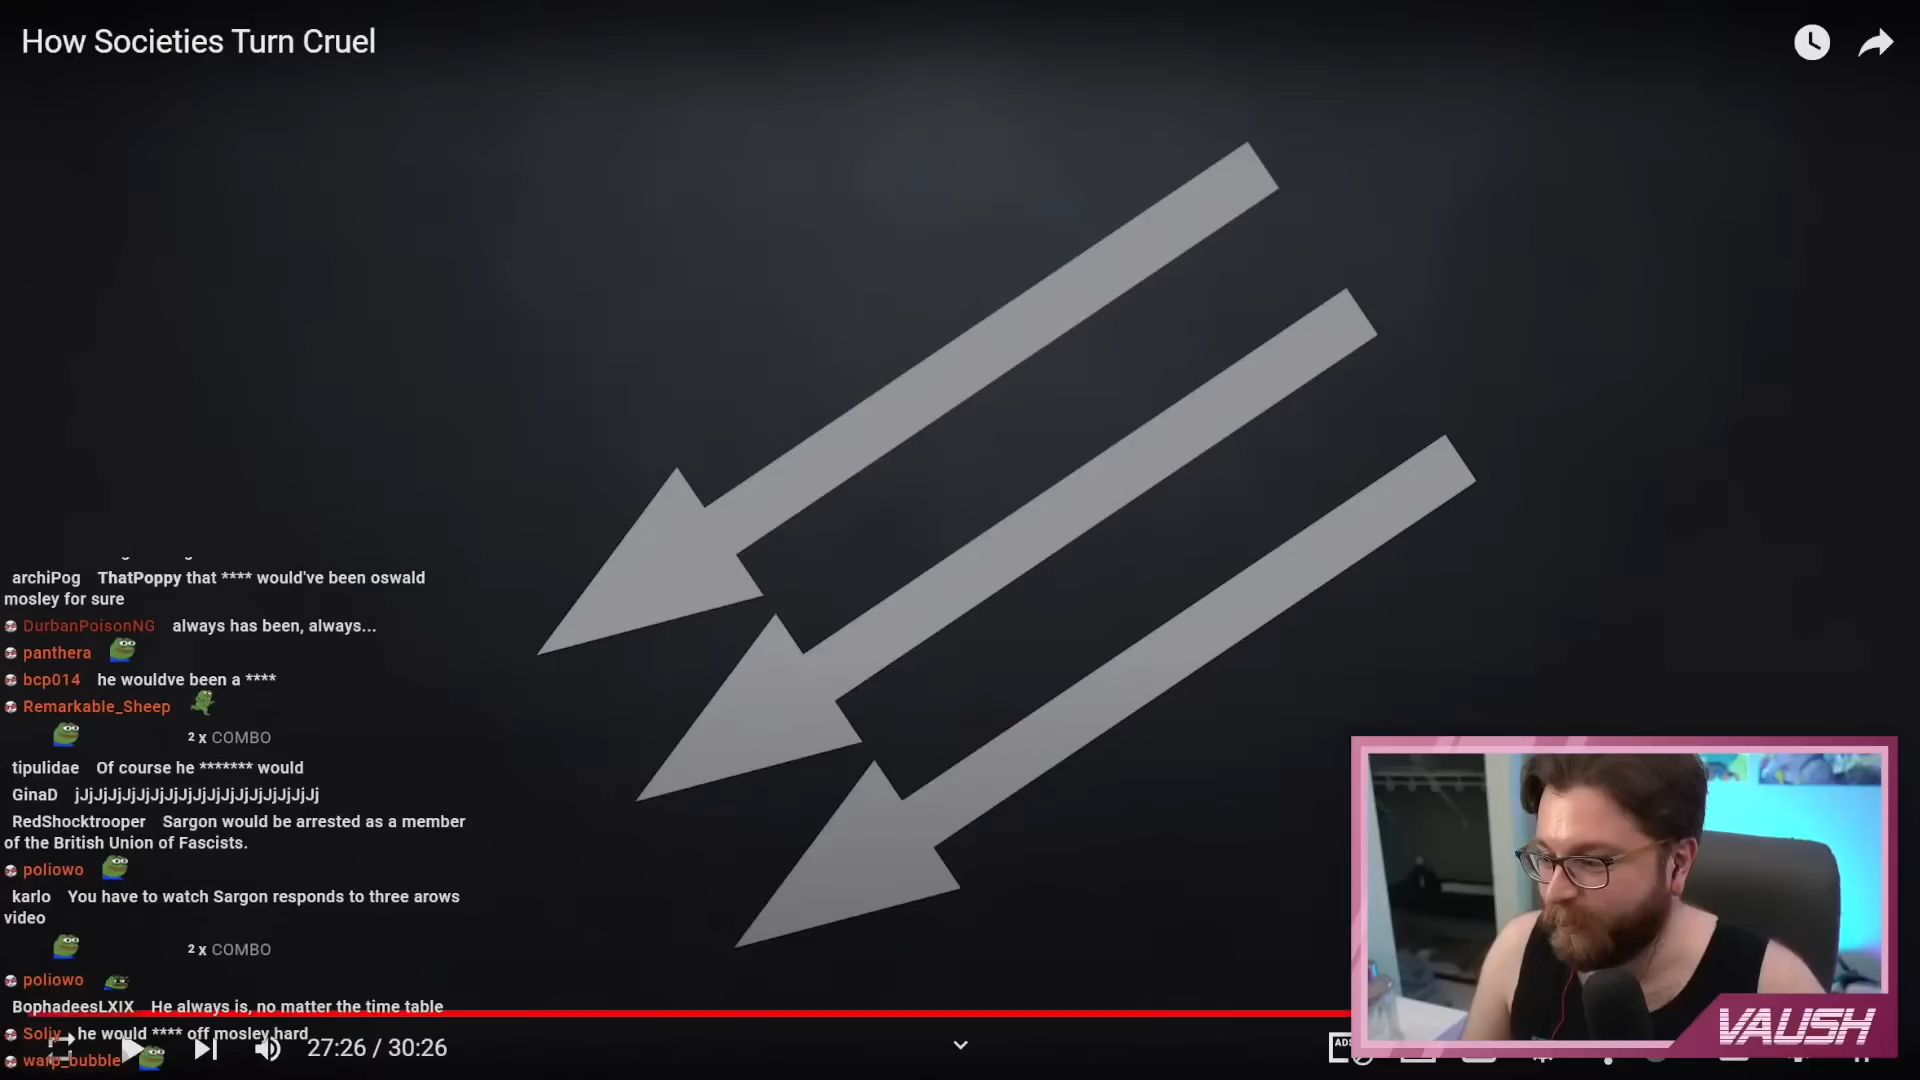 How Societies Turn Cruel
archiPog ThatPoppy that **** would've been oswald
mosley for sure
DurbanPoisonNG always has been, always...
panthera
bcp014 he wouldve been a ****
Remarkable_Sheep
2 x COMBO
tipulidae Of course he ******* would
GinaD jJjJjJjJjJjJjJjJjJjJjJjJjJjJjJjJjJj
RedShocktrooper Sargon would be arrested as a member
of the British Union of Fascists.
poliowo
karlo You have to watch Sargon responds to three arows
video
2 x COMBO
poliowo
BophadeesLXIX He always is, no matter the time table
Soliy he would **** off mosley hard
warp_bubble
27:26 / 30:26
VAUSH